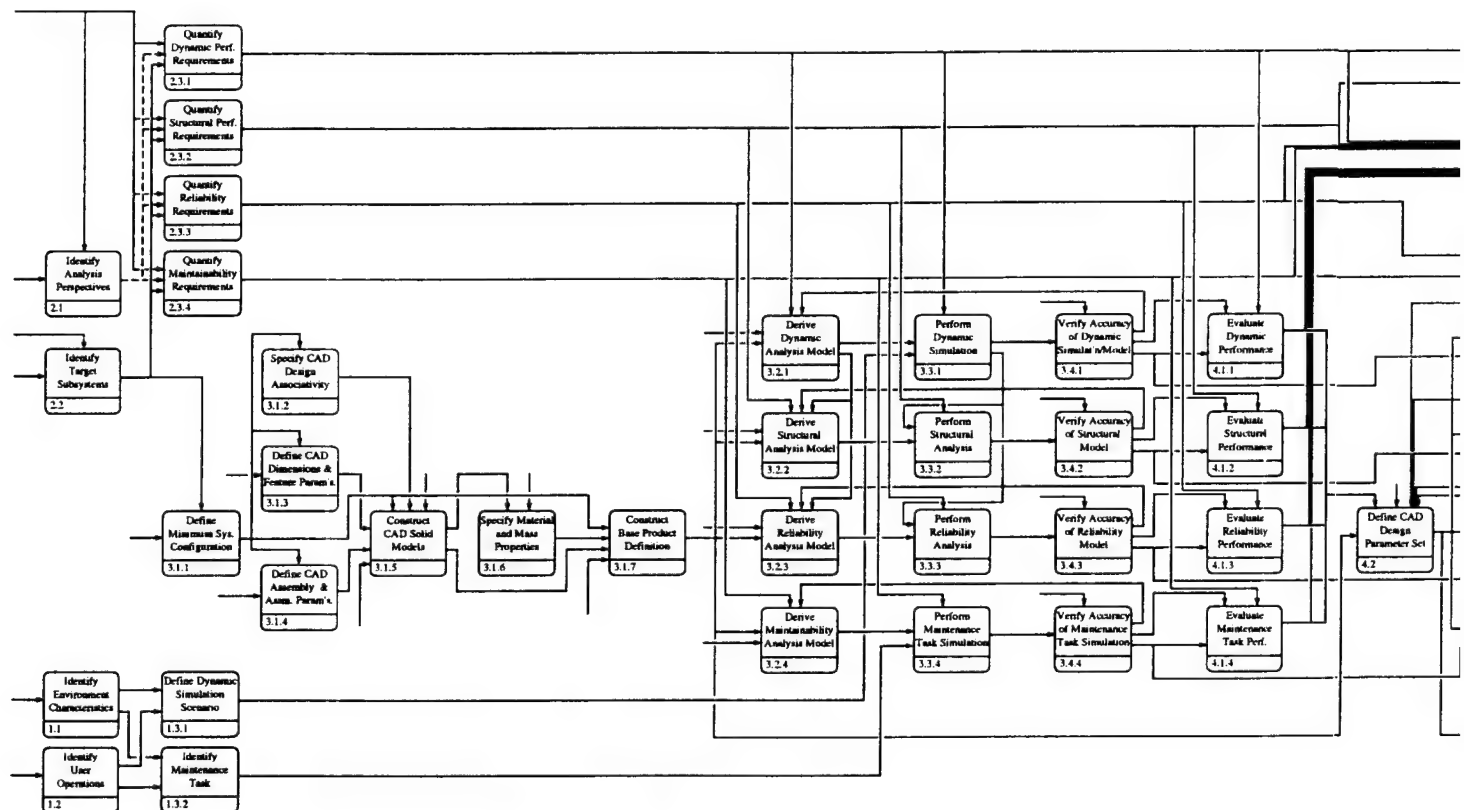 Quantify
Dynamic Perf.
Requirements
2.3.1
Quantify
Structural Perf.
Requirements
2.3.2
Quantify
Reliability
Requirements
2.3.3
Identify
Analysis
Perspectives
2.1
Quantify
Maintainability
Requirements
2.3.4
Identify
Target
Subsystems
2.2
Specify CAD
Design
Associativity
3.1.2
Define CAD
Dimensions &
Feature Param's.
3.1.3
Define
Minimum Sys.
Configuration
3.1.1
Define CAD
Assembly &
Assm. Param's.
3.1.4
Construct
CAD Solid
Models
3.1.5
Specify Material
and Mass
Properties
3.1.6
Construct
Base Product
Definition
3.1.7
Derive
Dynamic
Analysis Model
3.2.1
Perform
Dynamic
Simulation
3.3.1
Verify Accuracy
of Dynamic
Simulat'n/Model
3.4.1
Evaluate
Dynamic
Performance
4.1.1
Derive
Structural
Analysis Model
3.2.2
Perform
Structural
Analysis
3.3.2
Verify Accuracy
of Structural
Model
3.4.2
Evaluate
Structural
Performance
4.1.2
Derive
Reliability
Analysis Model
3.2.3
Perform
Reliability
Analysis
3.3.3
Verify Accuracy
of Reliability
Model
3.4.3
Evaluate
Reliability
Performance
4.1.3
Define CAD
Design
Parameter Set
4.2
Derive
Maintainability
Analysis Model
3.2.4
Perform
Maintenance
Task Simulation
3.3.4
Verify Accuracy
of Maintenance
Task Simulation
3.4.4
Evaluate
Maintenance
Task Perf.
4.1.4
Identify
Environment
Characteristics
1.1
Define Dynamic
Simulation
Scenario
1.3.1
Identify
User
Operations
1.2
Identify
Maintenance
Task
1.3.2